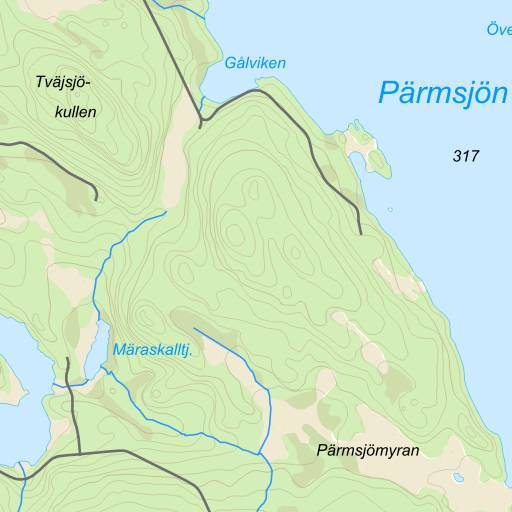 Öve
Gålviken
Pärmsjön
Tväjsjö-
kullen
317
Märaskalltj.
Pärmsjömyran